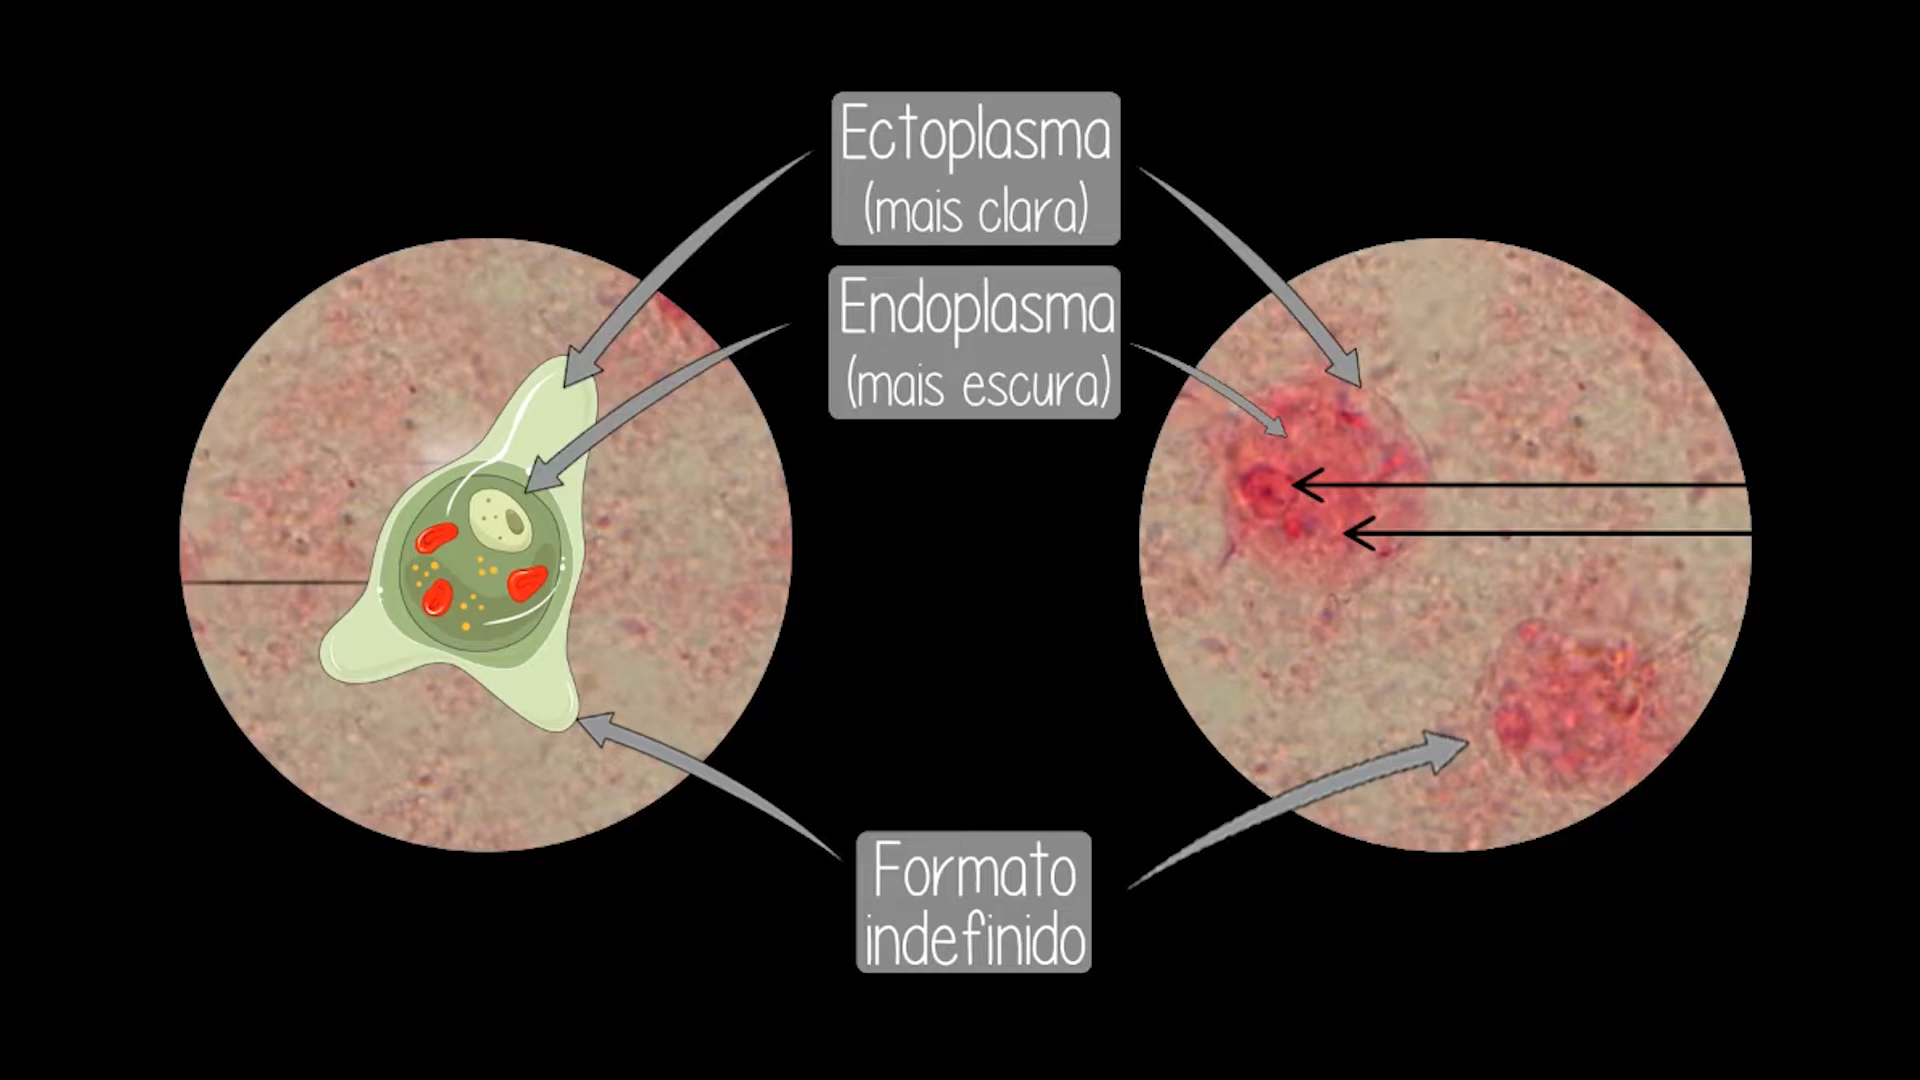 Ectoplasma
(mais clara)
Endoplasma
(mais escura)
Formato
indefinido